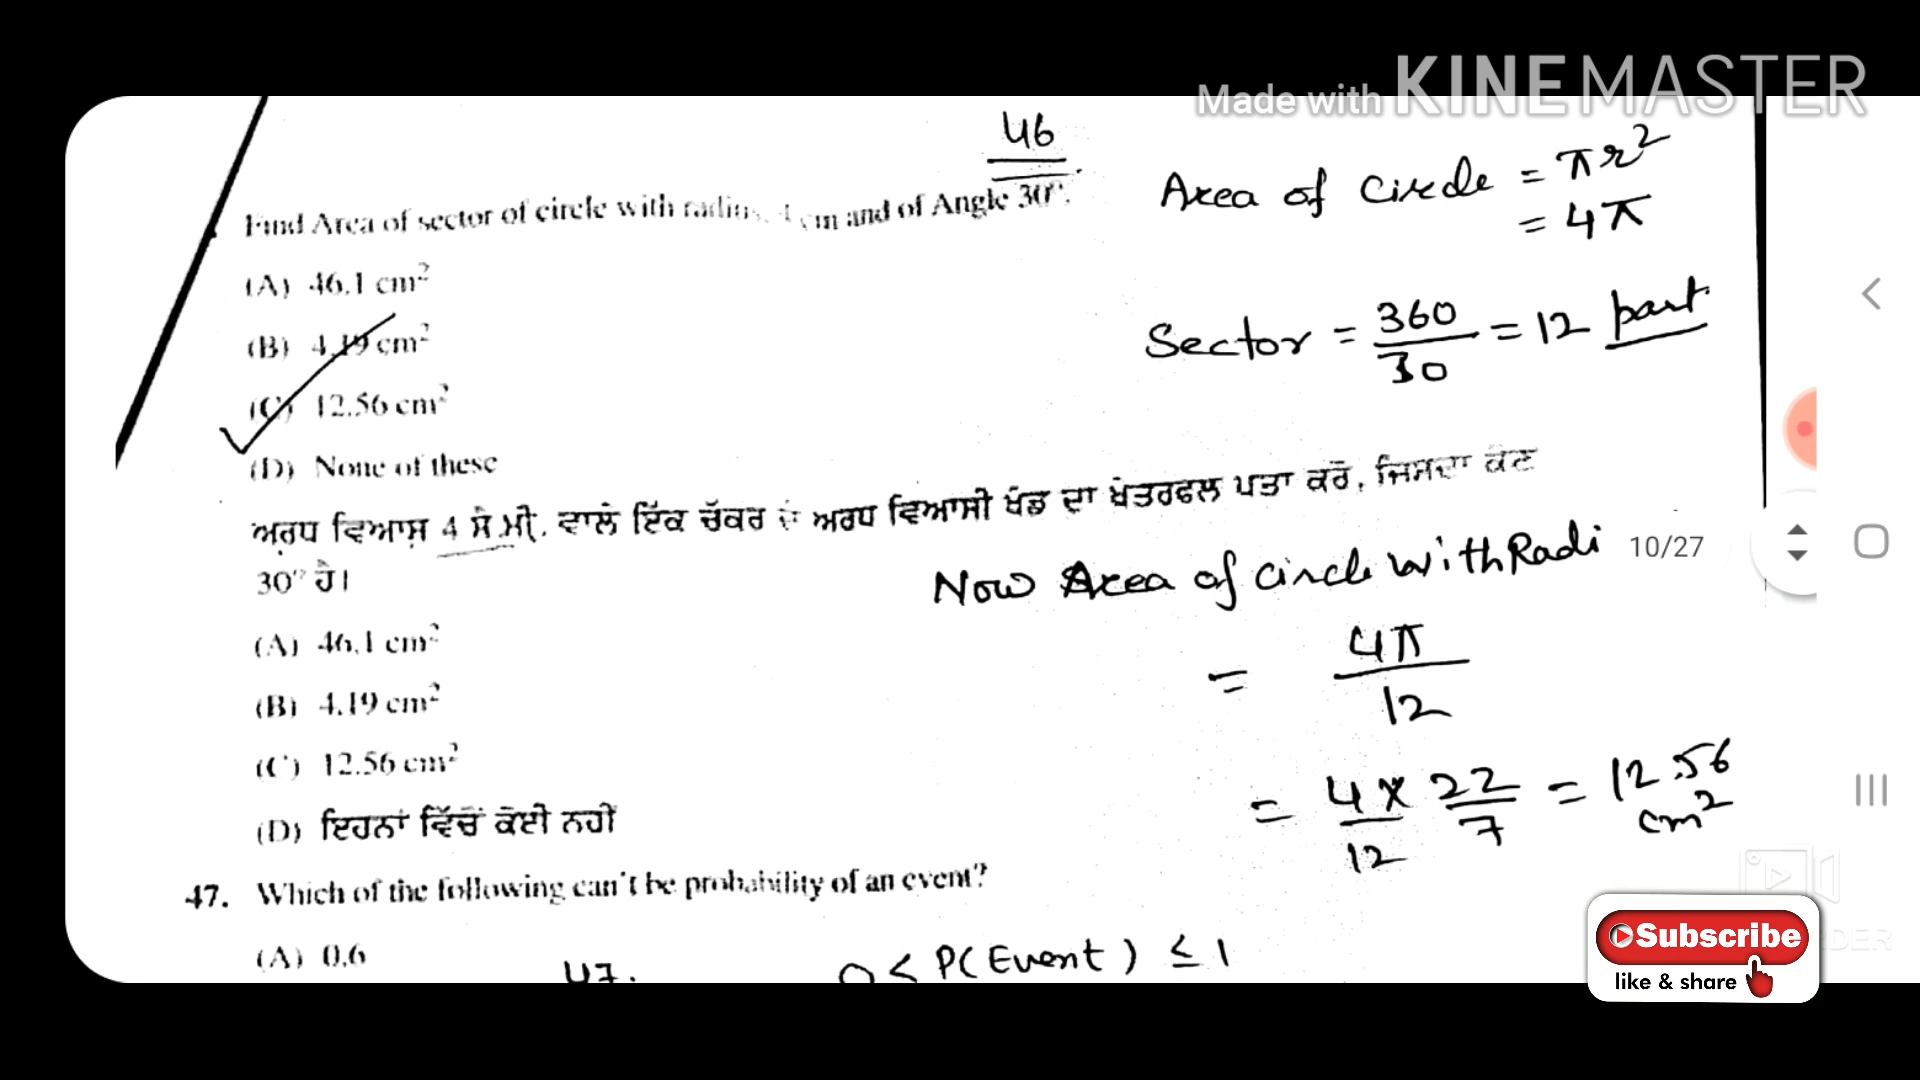 Made with KINEMASTER
46
Find Area of sector of circle with radius 4 cm and of Angle 30°.
(A) 46.1 cm²
(B) 4.19 cm²
(C) 12.56 cm²
(D) None of these
Area of Circle = πr²
= 4π
Sector = 360/30 = 12 part
ਅਰਧ ਵਿਆਸ 4 ਸੈ.ਮੀ. ਵਾਲੇ ਇੱਕ ਚੱਕਰ ਦੇ ਅਰਧ ਵਿਆਸੀ ਖੰਡ ਦਾ ਖੇਤਰਫਲ ਪਤਾ ਕਰੋ, ਜਿਸਦਾ ਕੋਣ
30° ਹੈ।
(A) 46.1 cm²
(B) 4.19 cm²
(C) 12.56 cm²
(D) ਇਹਨਾਂ ਵਿੱਚੋਂ ਕੋਈ ਨਹੀਂ
Now Area of circle with Radi
= 4π/12
= 4/12 × 22/7 = 12.56 cm²
10/27
47. Which of the following can't be probability of an event?
(A) 0.6
47.
0 < P(Event) ≤ 1
Subscribe
like & share